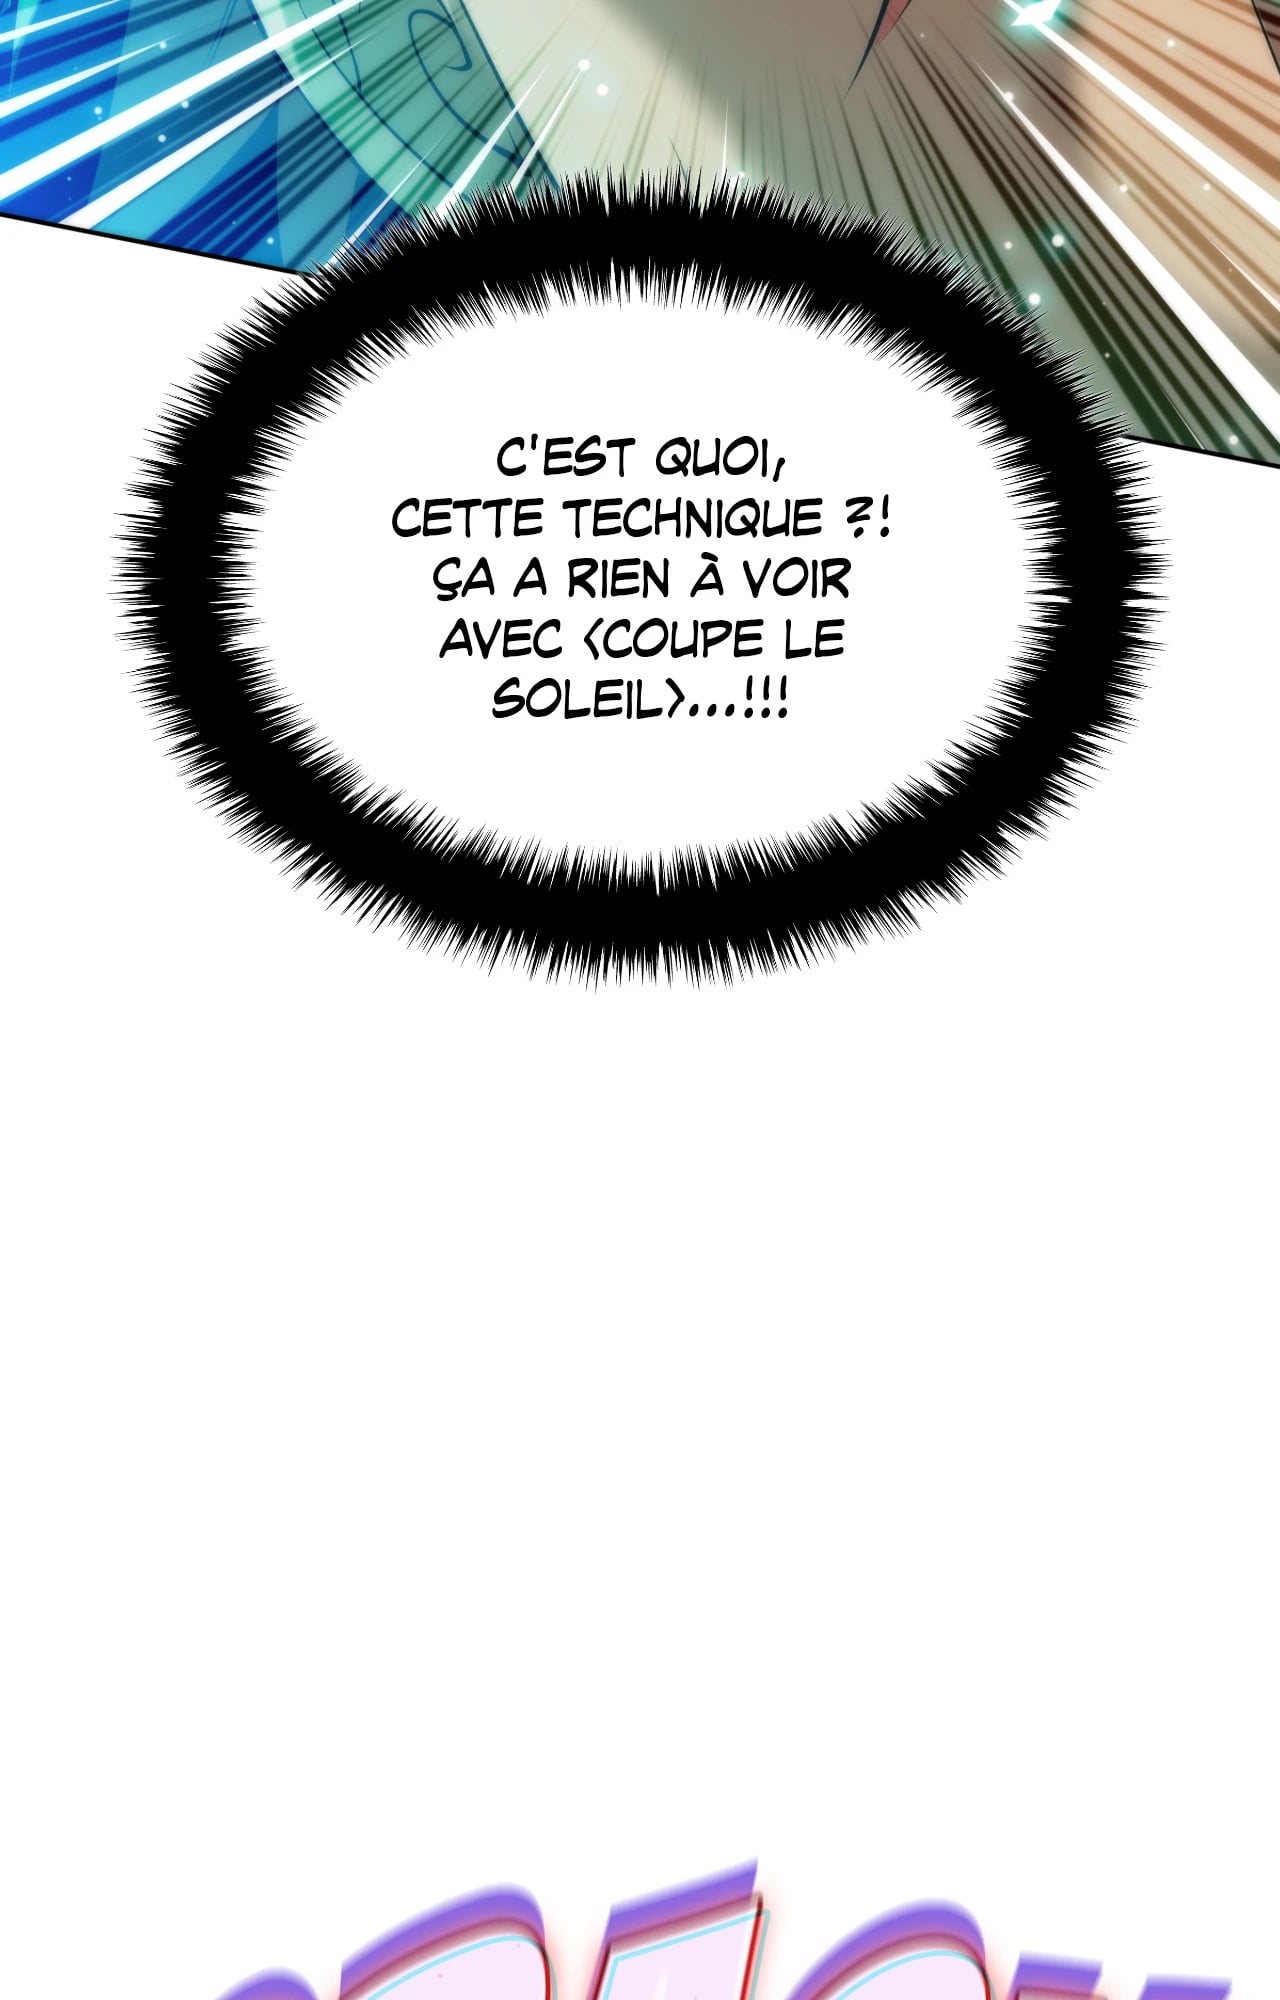 C'EST QUOI,
CETTE TECHNIQUE ?!
ÇA A RIEN À VOIR
AVEC <COUPE LE
SOLEIL>...!!!